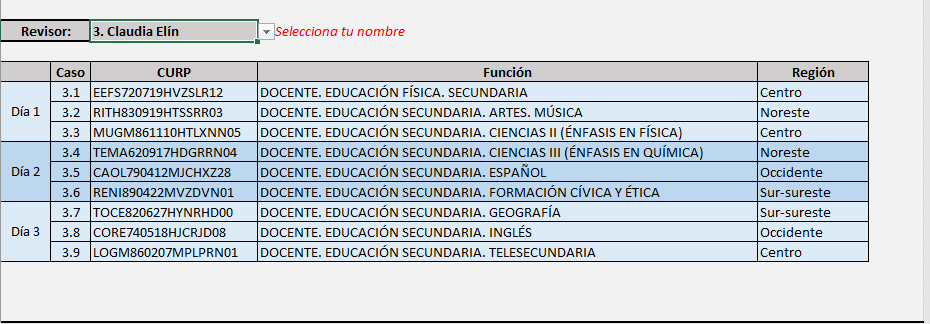 Revisor: 3. Claudia Elín Selecciona tu nombre
Caso CURP Función Región
Día 1
3.1 EEFS720719HVZSLR12 DOCENTE. EDUCACIÓN FÍSICA. SECUNDARIA Centro
3.2 RITH830919HTSSRR03 DOCENTE. EDUCACIÓN SECUNDARIA. ARTES. MÚSICA Noreste
3.3 MUGM861110HTLXNN05 DOCENTE. EDUCACIÓN SECUNDARIA. CIENCIAS II (ÉNFASIS EN FÍSICA) Centro
Día 2
3.4 TEMA620917HDGRRN04 DOCENTE. EDUCACIÓN SECUNDARIA. CIENCIAS III (ÉNFASIS EN QUÍMICA) Noreste
3.5 CAOL790412MJCHXZ28 DOCENTE. EDUCACIÓN SECUNDARIA. ESPAÑOL Occidente
3.6 RENI890422MVZDVN01 DOCENTE. EDUCACIÓN SECUNDARIA. FORMACIÓN CÍVICA Y ÉTICA Sur-sureste
Día 3
3.7 TOCE820627HYNRHD00 DOCENTE. EDUCACIÓN SECUNDARIA. GEOGRAFÍA Sur-sureste
3.8 CORE740518HJCRJD08 DOCENTE. EDUCACIÓN SECUNDARIA. INGLÉS Occidente
3.9 LOGM860207MPLPRN01 DOCENTE. EDUCACIÓN SECUNDARIA. TELESECUNDARIA Centro